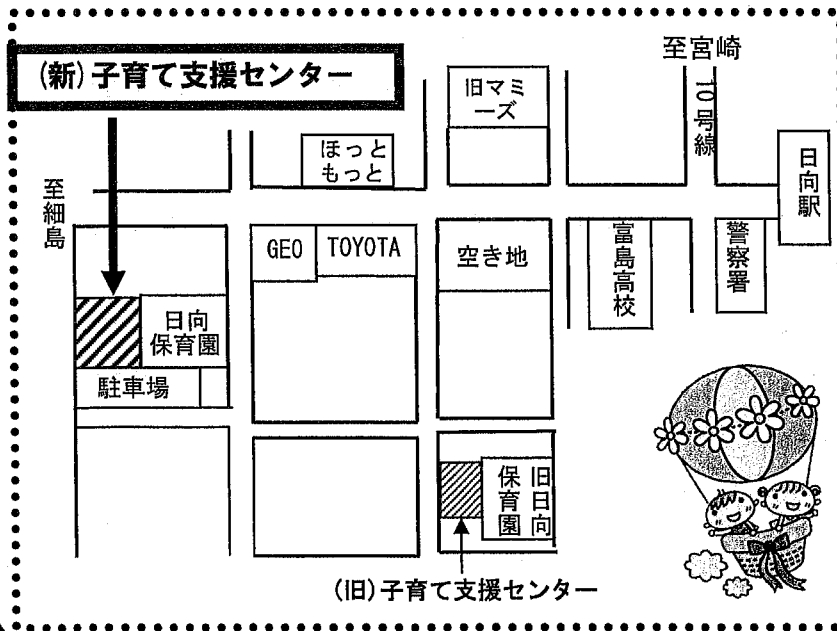 至宮崎
(新)子育て支援センター
旧マミ
ーズ
10号線
ほっと
もっと
日向駅
至細島
GEO
TOYOTA
空き地
富島高校
警察署
日向
保育園
駐車場
旧日向
保育園
(旧)子育て支援センター